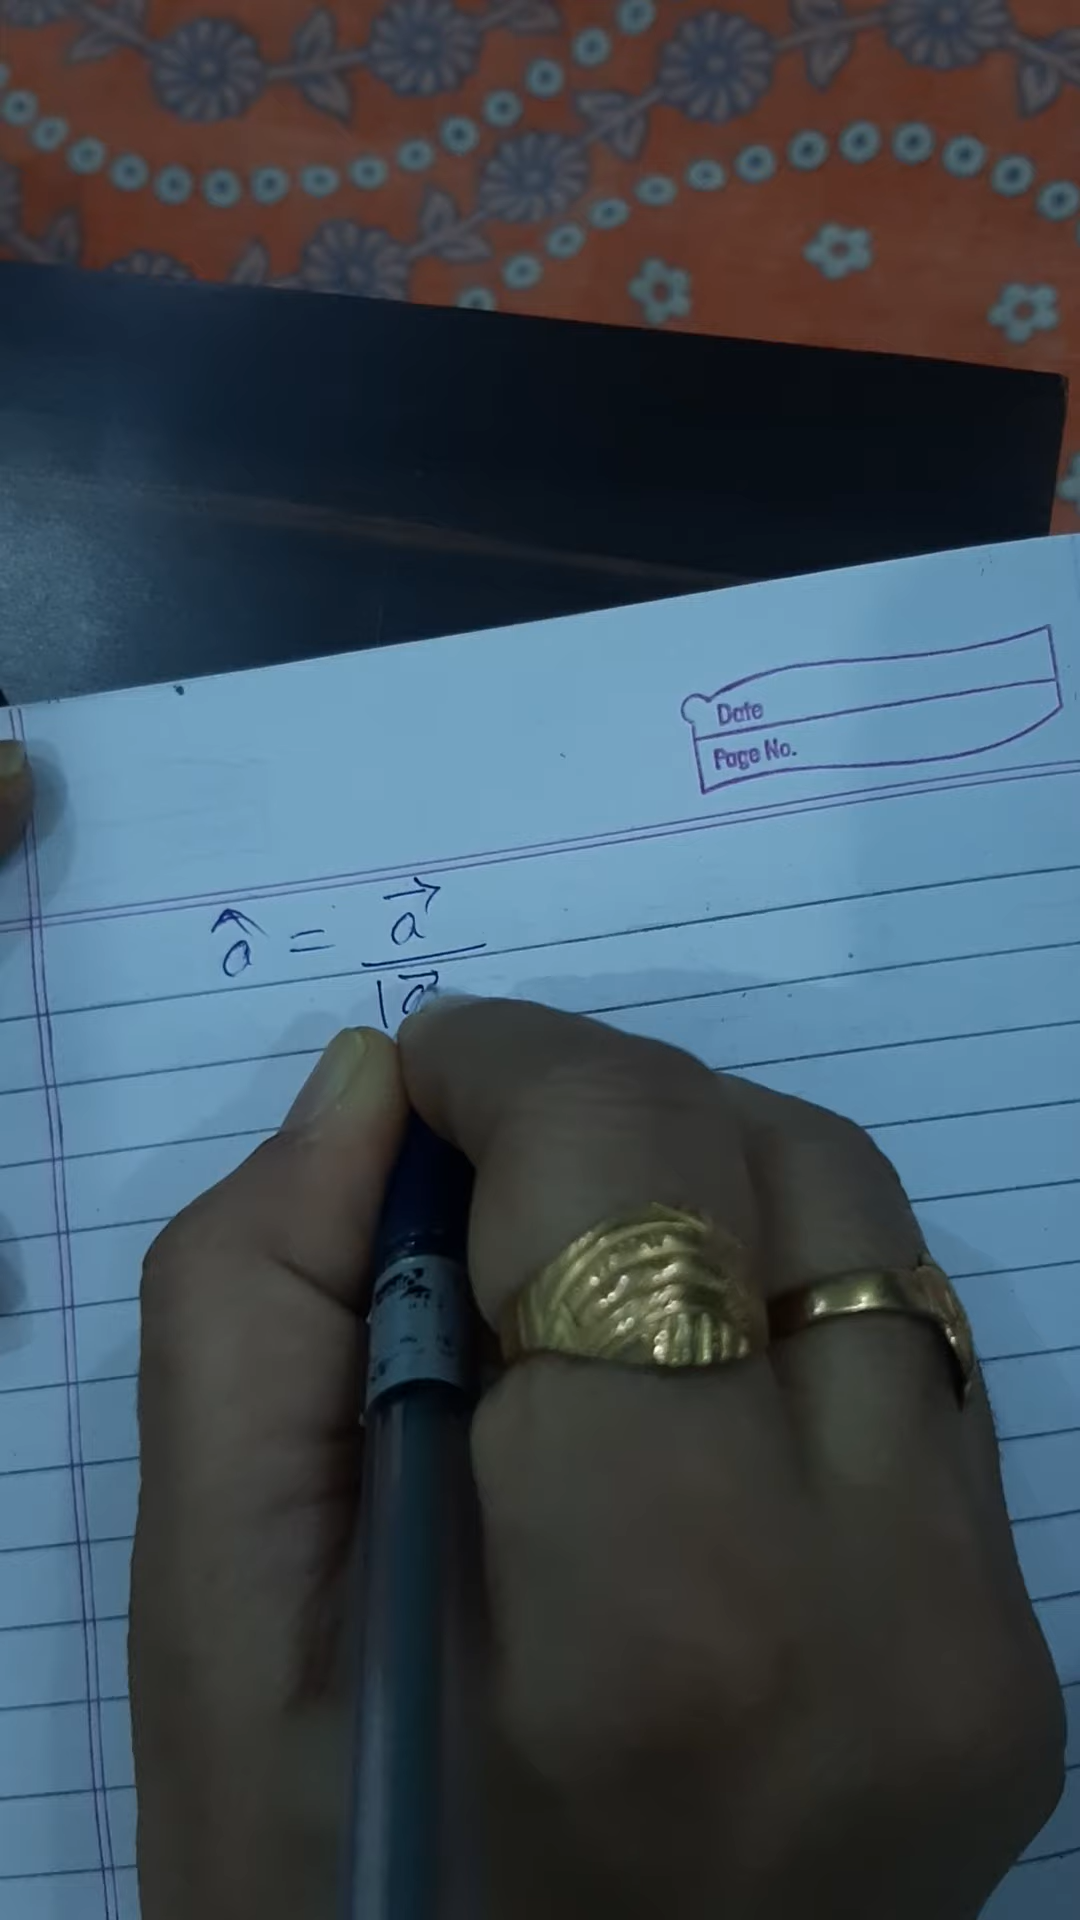 Date
Page No.
â = a⃗
|a⃗